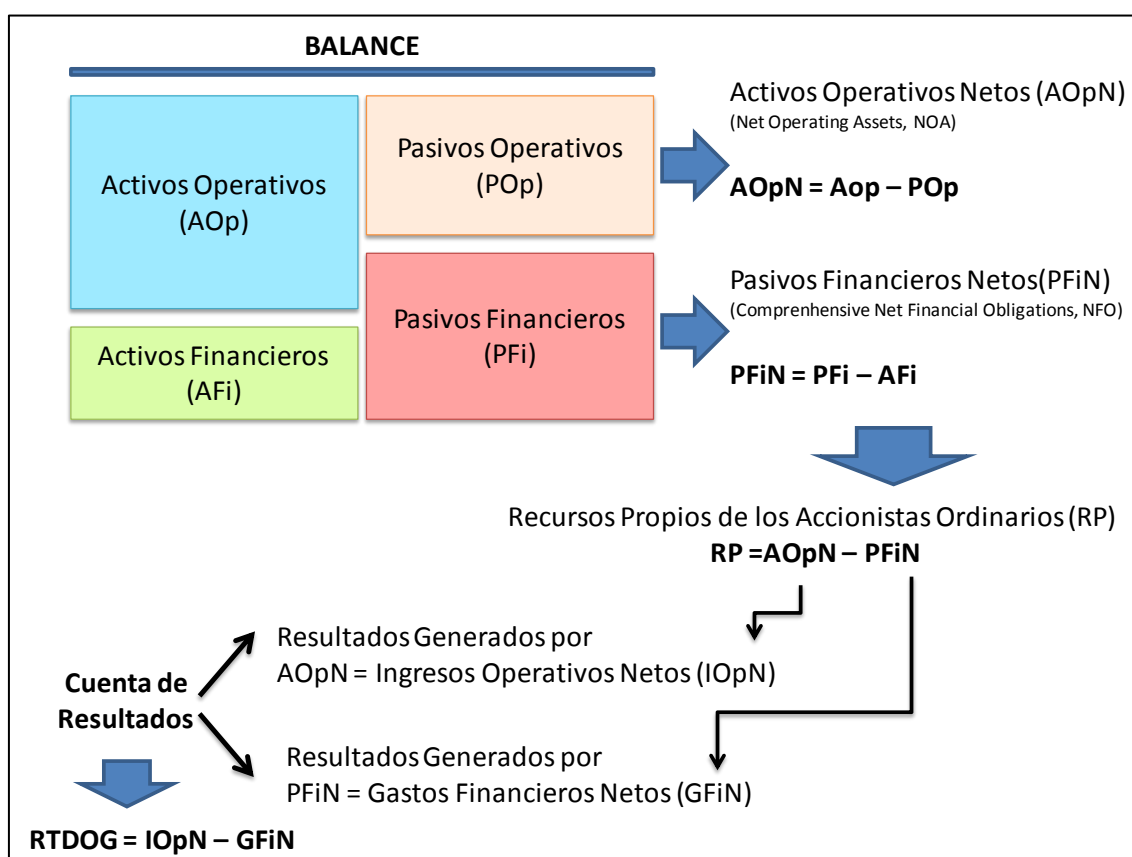 BALANCE
Activos Operativos
(AOp)
Pasivos Operativos
(POp)
Activos Operativos Netos (AOpN)
(Net Operating Assets, NOA)
AOpN = Aop – POp
Activos Financieros
(AFi)
Pasivos Financieros
(PFi)
Pasivos Financieros Netos(PFiN)
(Comprenhensive Net Financial Obligations, NFO)
PFiN = PFi – AFi
Recursos Propios de los Accionistas Ordinarios (RP)
RP =AOpN – PFiN
Resultados Generados por
AOpN = Ingresos Operativos Netos (IOpN)
Cuenta de
Resultados
Resultados Generados por
PFiN = Gastos Financieros Netos (GFiN)
RTDOG = IOpN – GFiN